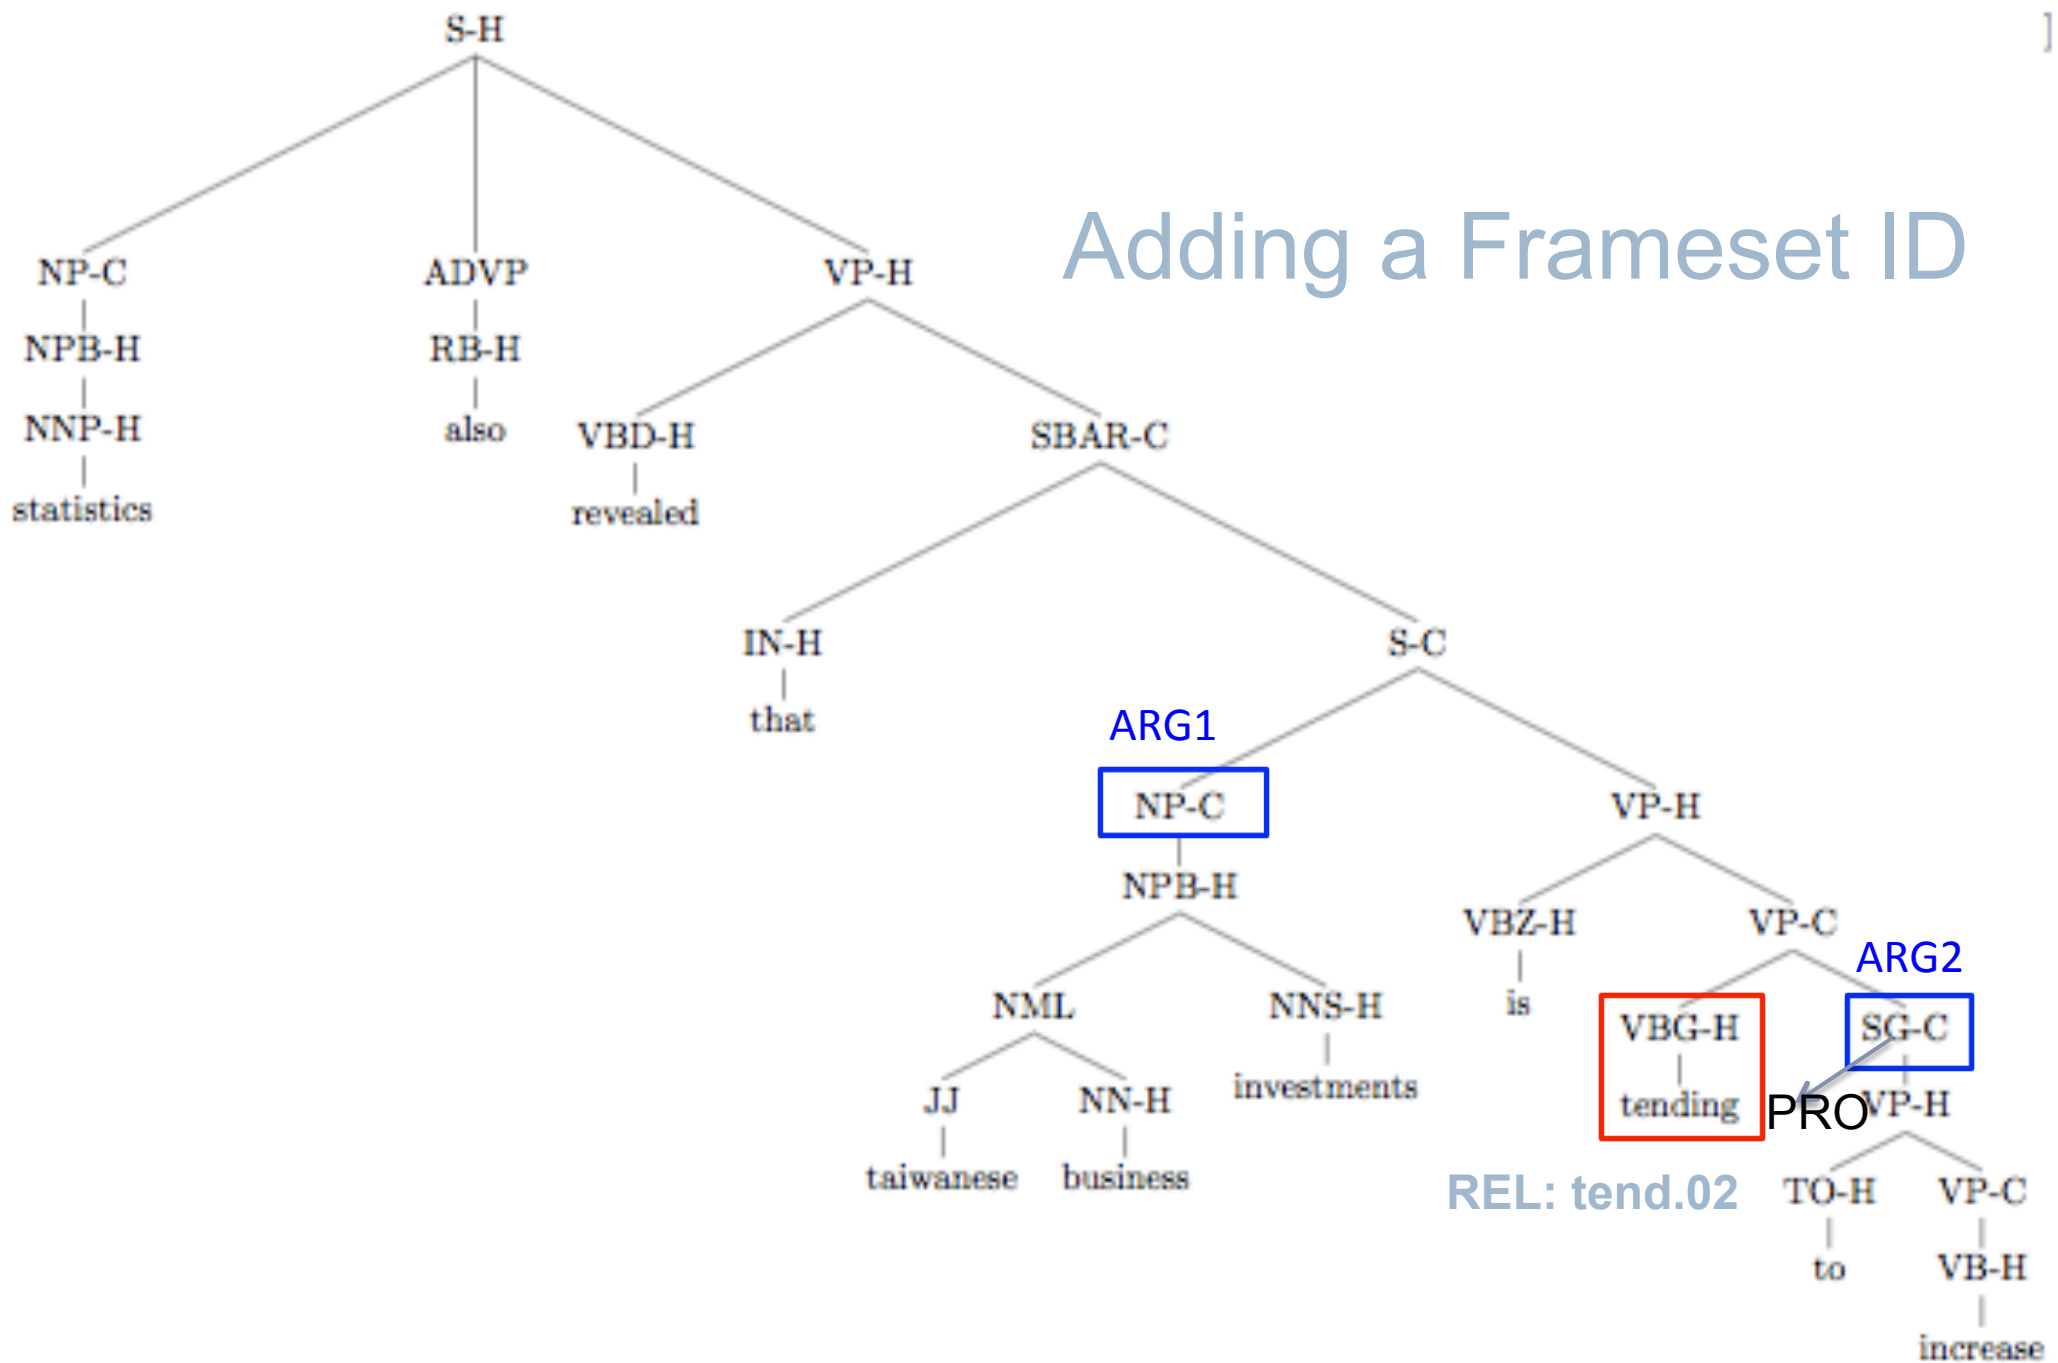 S-H ]
Adding a Frameset ID
NP-C ADVP VP-H
NPB-H RB-H
NNP-H also VBD-H SBAR-C
statistics revealed
IN-H S-C
that
ARG1
NP-C VP-H
NPB-H
VBZ-H VP-C
ARG2
NML NNS-H is
VBG-H SG-C
JJ NN-H investments tending PRO VP-H
taiwanese business
REL: tend.02 TO-H VP-C
to VB-H
increase